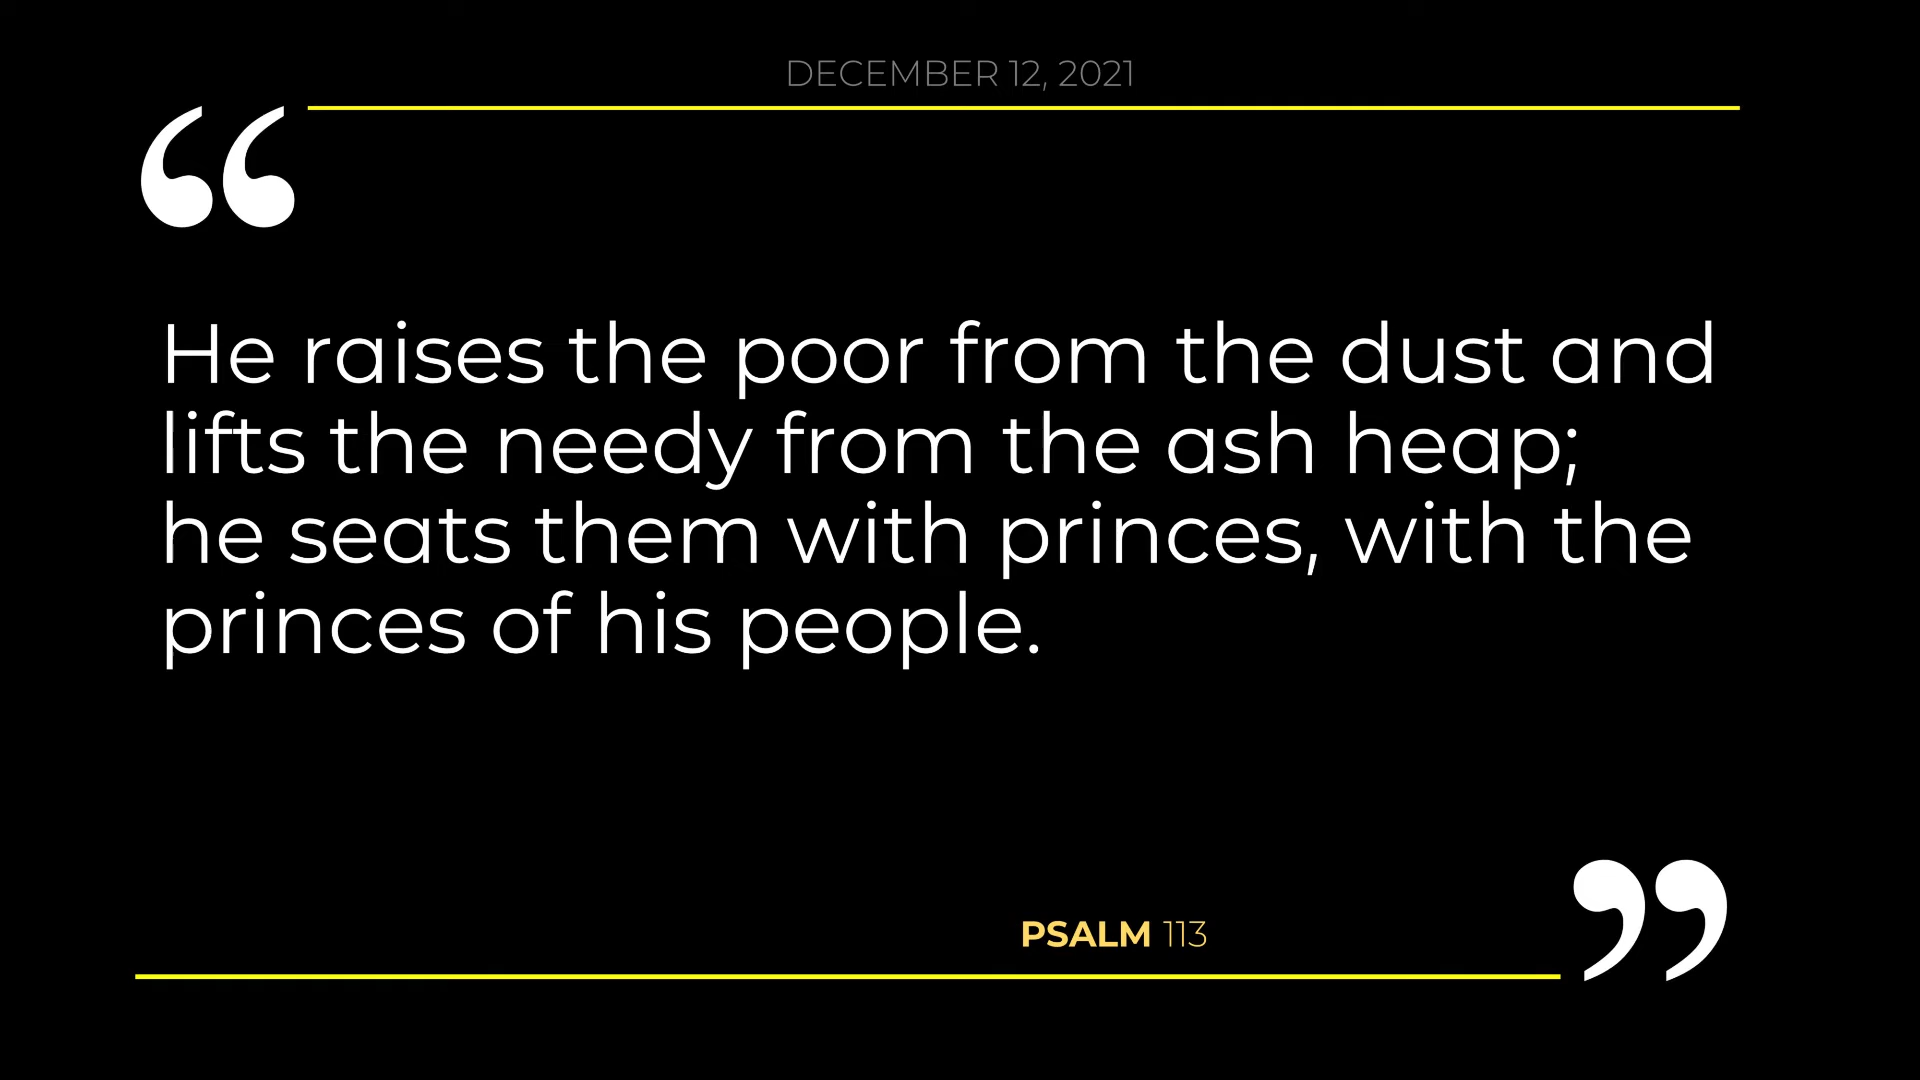 DECEMBER 12, 2021
“
He raises the poor from the dust and
lifts the needy from the ash heap;
he seats them with princes, with the
princes of his people.
”
PSALM 113